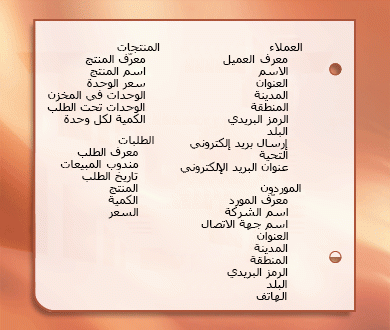 العملاء
معرف العميل
الاسم
العنوان
المدينة
المنطقة
الرمز البريدي
البلد
إرسال بريد إلكتروني
التحية
عنوان البريد الإلكتروني
الموردون
معرّف المورد
اسم الشركة
اسم جهة الاتصال
العنوان
المدينة
المنطقة
الرمز البريدي
البلد
الهاتف
المنتجات
معرّف المنتج
اسم المنتج
سعر الوحدة
الوحدات في المخزن
الوحدات تحت الطلب
الكمية لكل وحدة
الطلبات
معرف الطلب
مندوب المبيعات
تاريخ الطلب
المنتج
الكمية
السعر